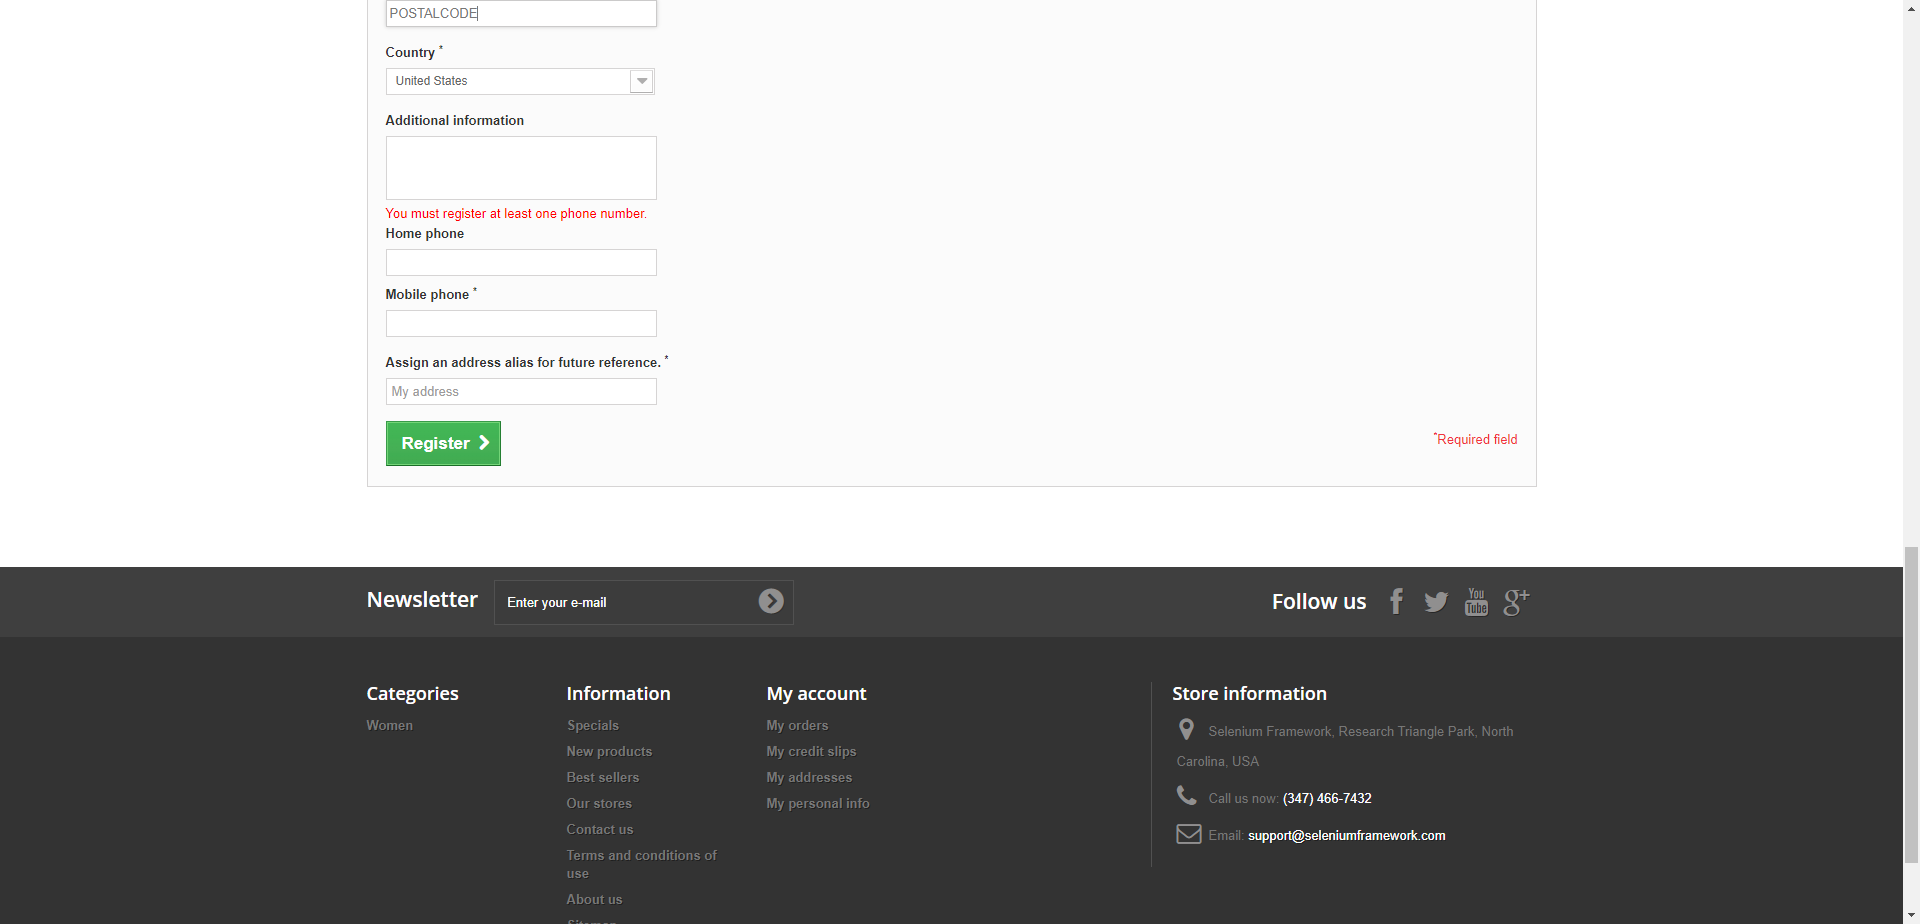 POSTALCODE
Country *
United States
Additional information
You must register at least one phone number.
Home phone
Mobile phone *
Assign an address alias for future reference. *
My address
Register
*Required field
Newsletter
Enter your e-mail
Follow us
You
Tube
g+
Categories
Women
Information
Specials
New products
Best sellers
Our stores
Contact us
Terms and conditions of
use
About us
Sitemap
My account
My orders
My credit slips
My addresses
My personal info
Store information
Selenium Framework, Research Triangle Park, North
Carolina, USA
Call us now: (347) 466-7432
Email: support@seleniumframework.com